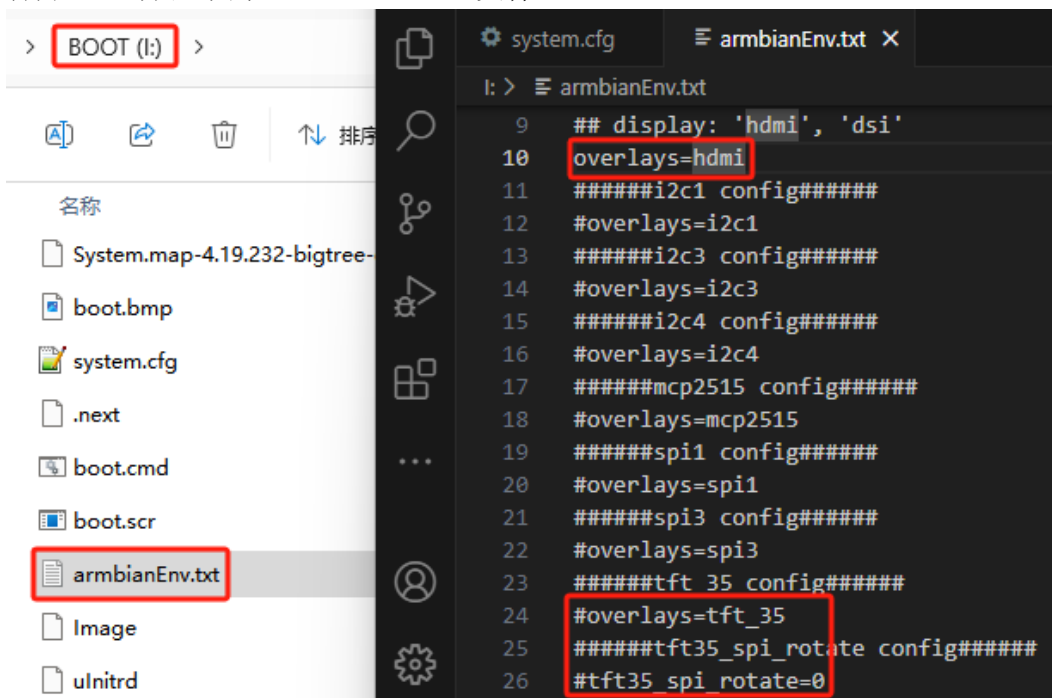 BOOT (I:)
排序
名称
System.map-4.19.232-bigtree-
boot.bmp
system.cfg
.next
boot.cmd
boot.scr
armbianEnv.txt
Image
uInitrd
system.cfg
armbianEnv.txt
I: > armbianEnv.txt
9 ## display: 'hdmi', 'dsi'
10 overlays=hdmi
11 ######i2c1 config######
12 #overlays=i2c1
13 ######i2c3 config######
14 #overlays=i2c3
15 ######i2c4 config######
16 #overlays=i2c4
17 ######mcp2515 config######
18 #overlays=mcp2515
19 ######spi1 config######
20 #overlays=spi1
21 ######spi3 config######
22 #overlays=spi3
23 ######tft_35 config######
24 #overlays=tft_35
25 ######tft35_spi_rotate config######
26 #tft35_spi_rotate=0